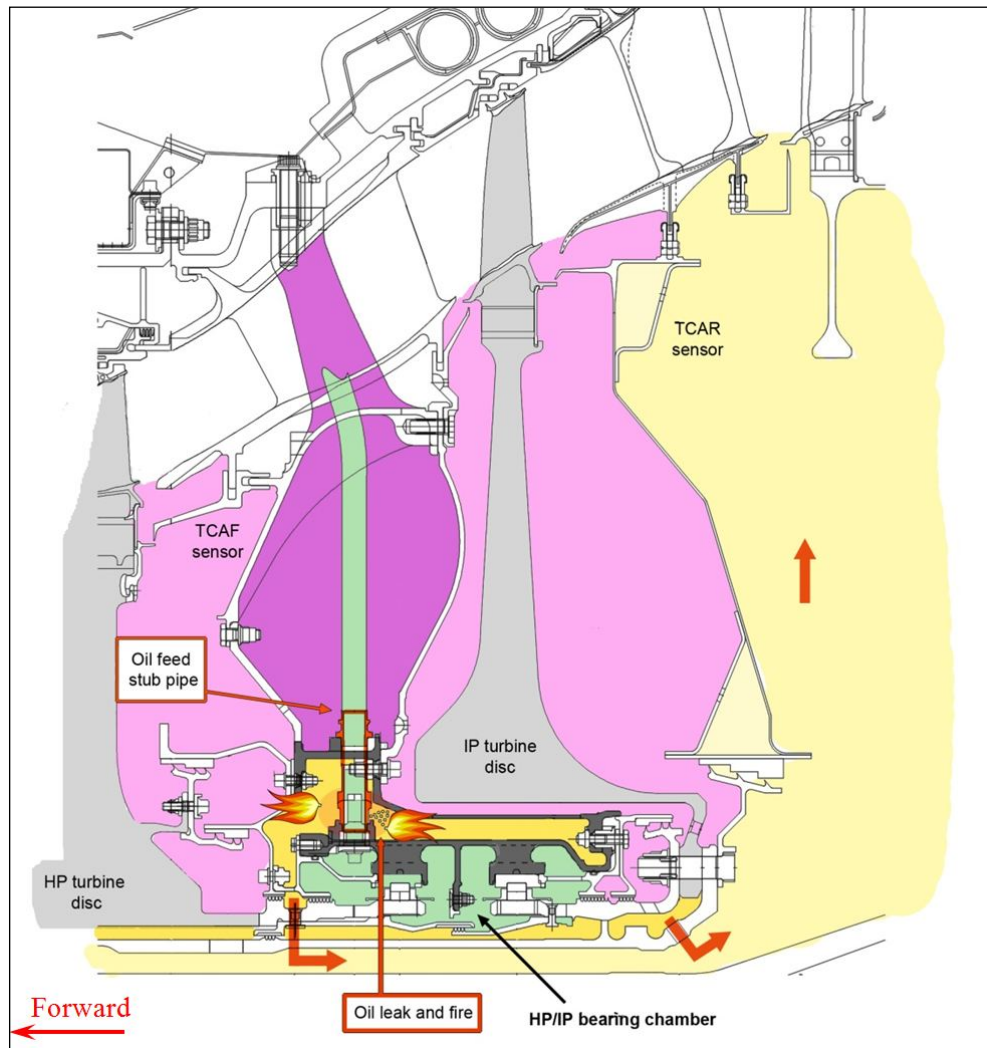 TCAR
sensor
TCAF
sensor
Oil feed
stub pipe
IP turbine
disc
HP turbine
disc
Oil leak and fire
HP/IP bearing chamber
Forward